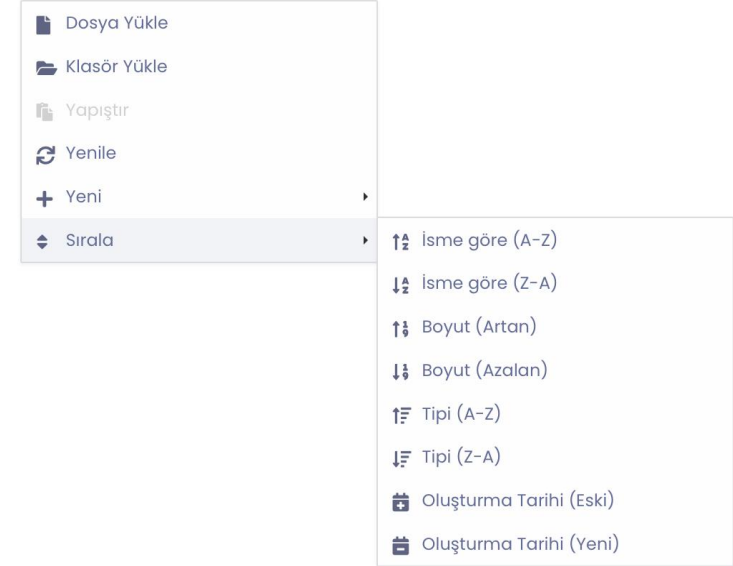 Dosya Yükle
Klasör Yükle
Yapıştır
Yenile
Yeni
Sırala
İsme göre (A-Z)
İsme göre (Z-A)
Boyut (Artan)
Boyut (Azalan)
Tipi (A-Z)
Tipi (Z-A)
Oluşturma Tarihi (Eski)
Oluşturma Tarihi (Yeni)